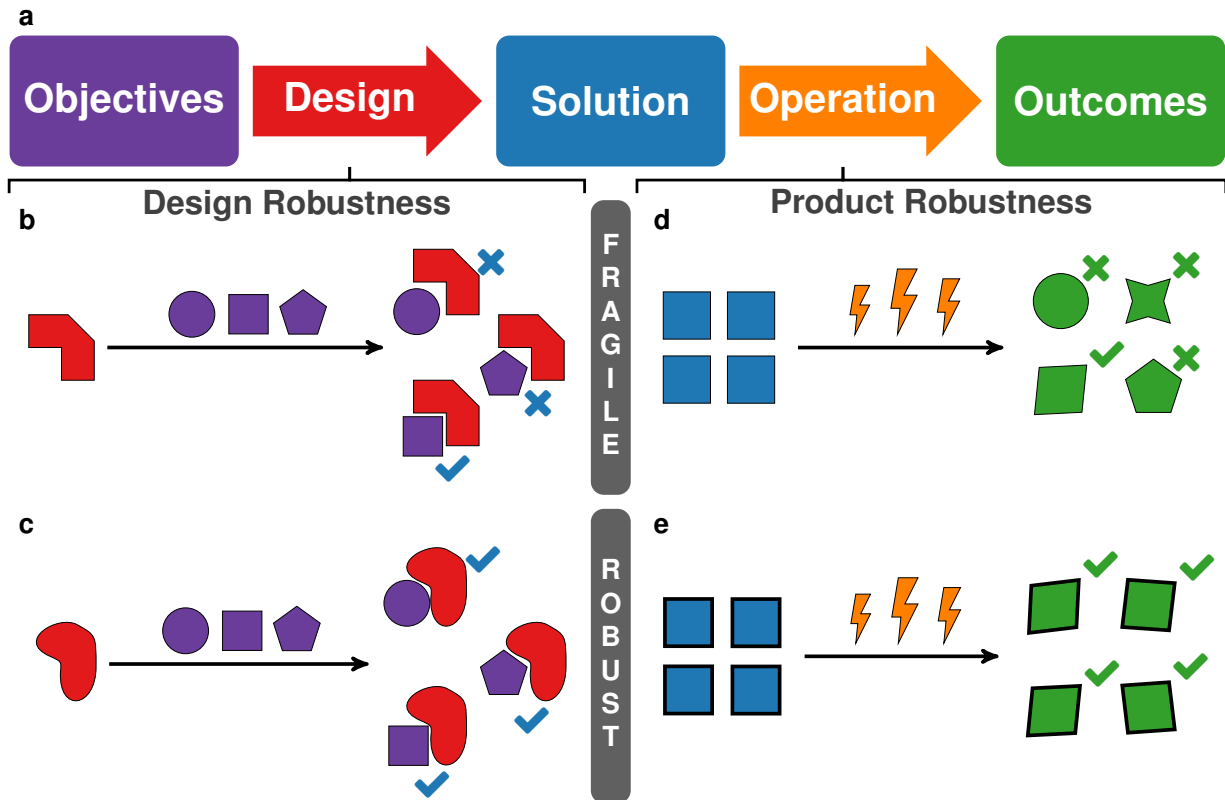 a
Objectives
Design
Solution
Operation
Outcomes
Design Robustness
Product Robustness
b
FRAGILE
d
c
ROBUST
e